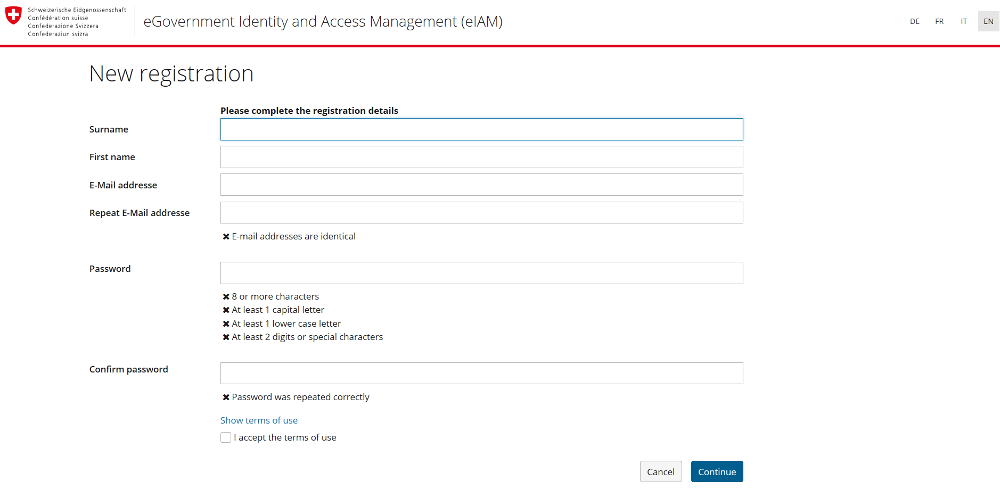 Schweizerische Eidgenossenschaft
Confédération suisse
Confederazione Svizzera
Confederaziun svizra
eGovernment Identity and Access Management (eIAM)
DE FR IT EN
New registration
Please complete the registration details
Surname
First name
E-Mail addresse
Repeat E-Mail addresse
✖ E-mail addresses are identical
Password
✖ 8 or more characters
✖ At least 1 capital letter
✖ At least 1 lower case letter
✖ At least 2 digits or special characters
Confirm password
✖ Password was repeated correctly
Show terms of use
I accept the terms of use
Cancel Continue